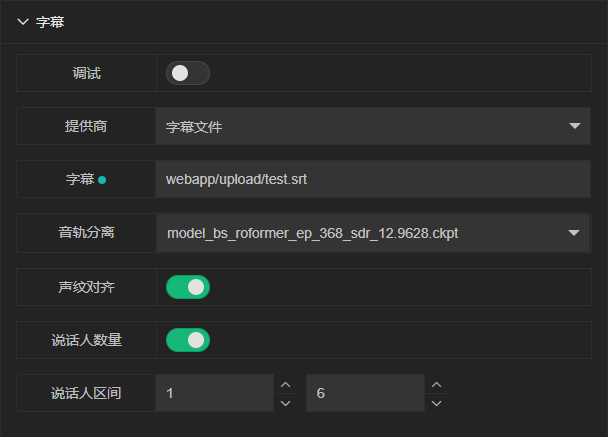 字幕
调试
提供商 字幕文件
字幕 webapp/upload/test.srt
音轨分离 model_bs_roformer_ep_368_sdr_12.9628.ckpt
声纹对齐
说话人数量
说话人区间 1 6